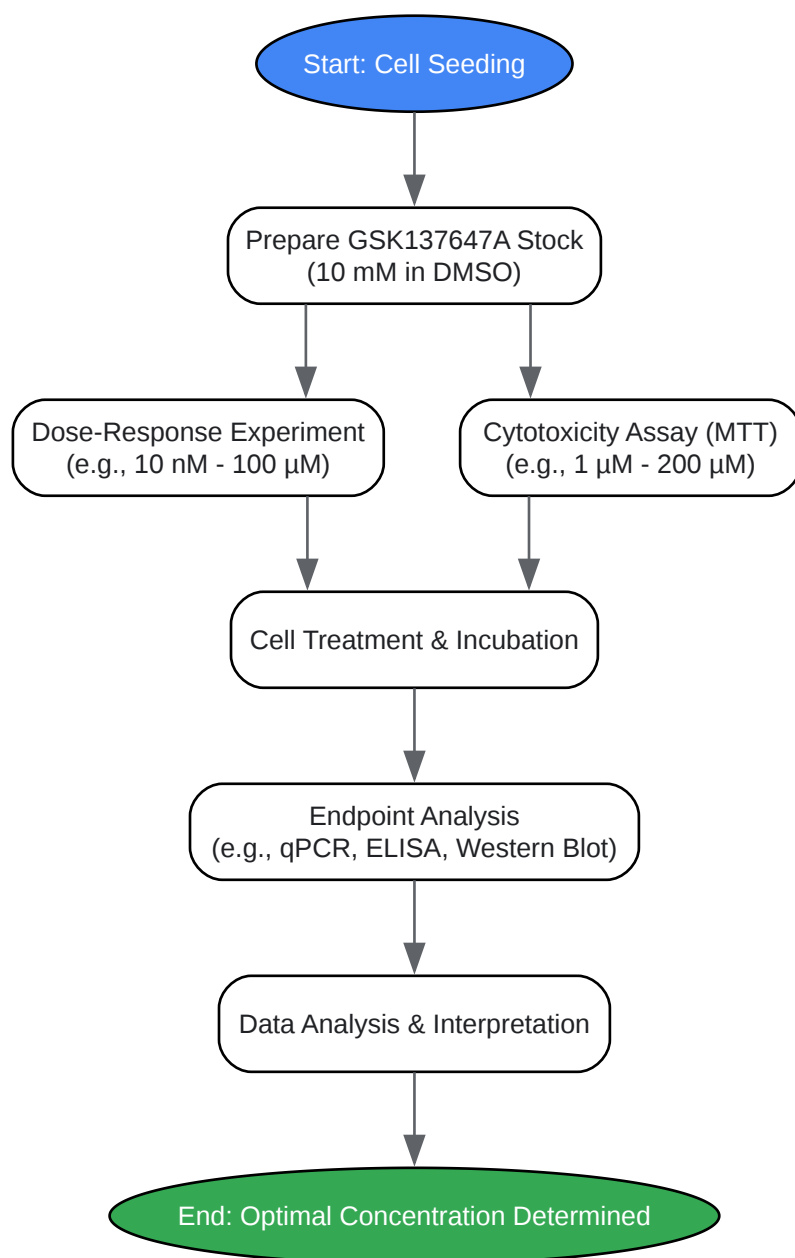 Start: Cell Seeding
Prepare GSK137647A Stock
(10 mM in DMSO)
Dose-Response Experiment
(e.g., 10 nM - 100 µM)
Cytotoxicity Assay (MTT)
(e.g., 1 µM - 200 µM)
Cell Treatment & Incubation
Endpoint Analysis
(e.g., qPCR, ELISA, Western Blot)
Data Analysis & Interpretation
End: Optimal Concentration Determined